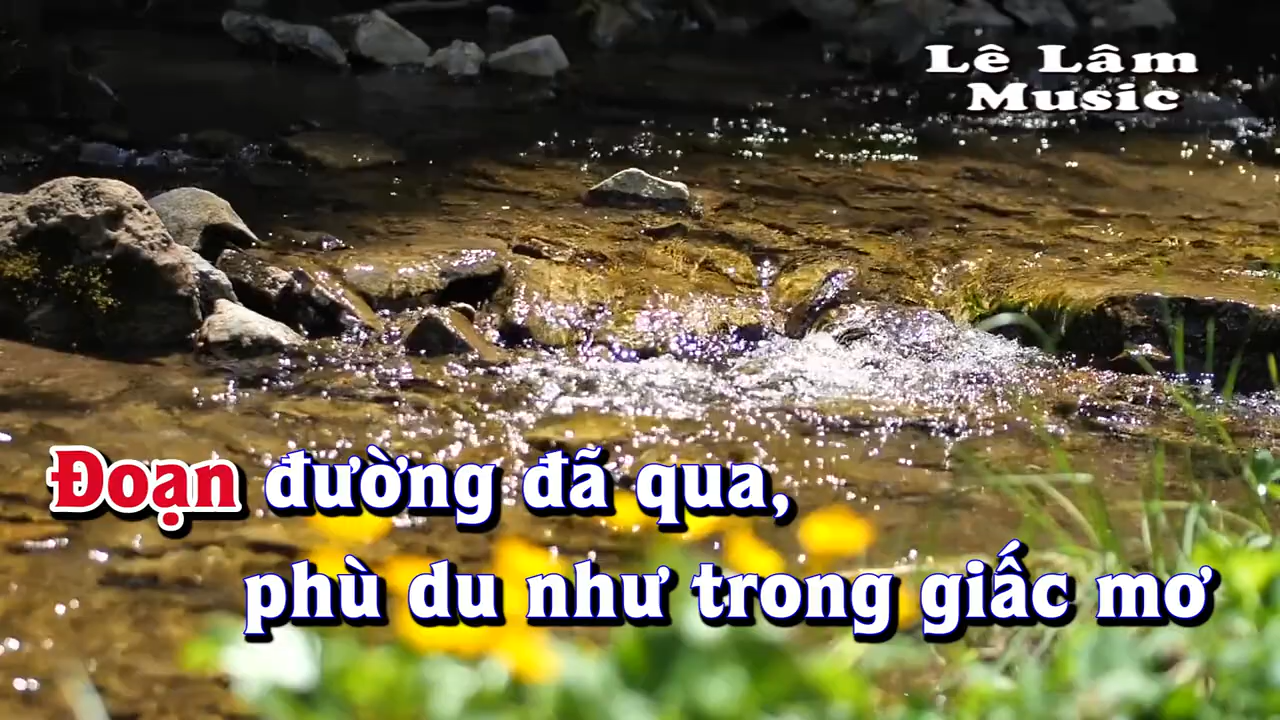 Lê Lâm
Music
Đoạn đường đã qua,
phù du như trong giấc mơ